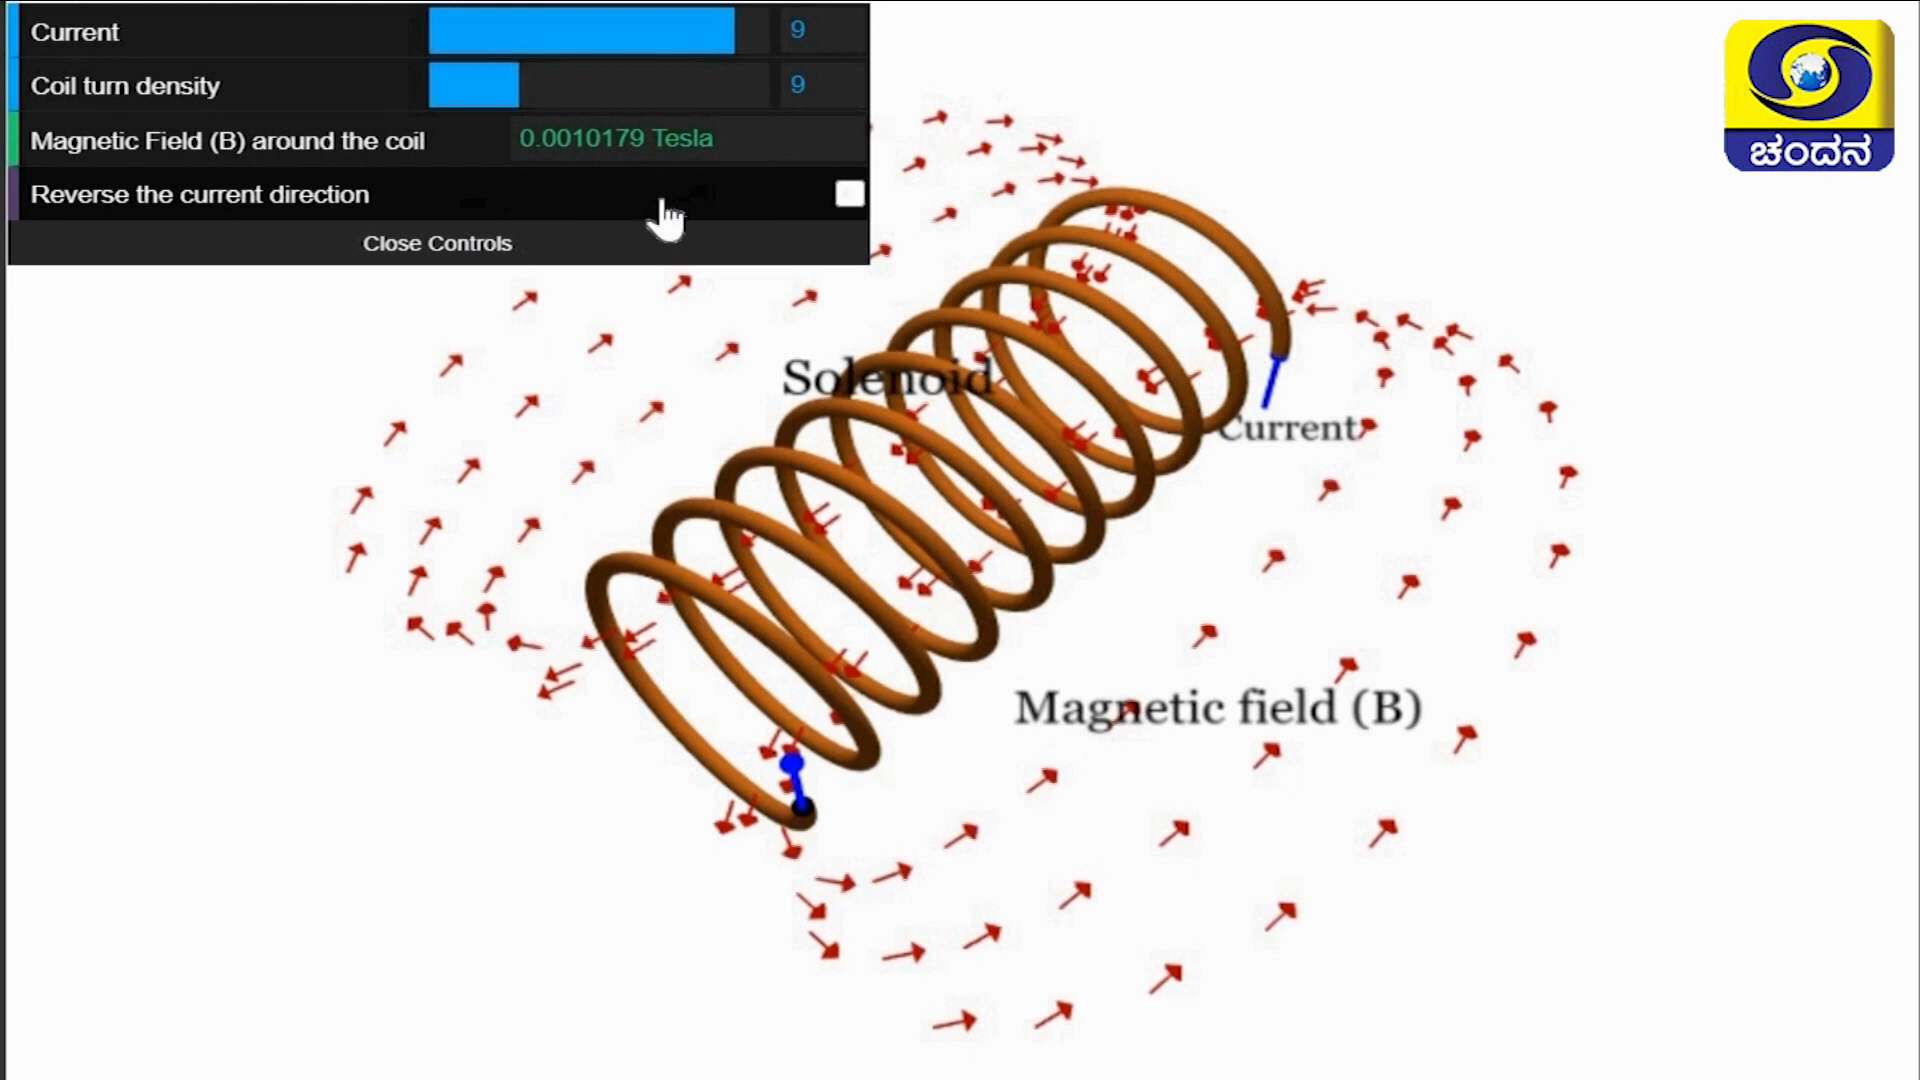 Current 9
Coil turn density 9
Magnetic Field (B) around the coil 0.0010179 Tesla
Reverse the current direction
Close Controls
ಚಂದನ
Solenoid
Current
Magnetic field (B)